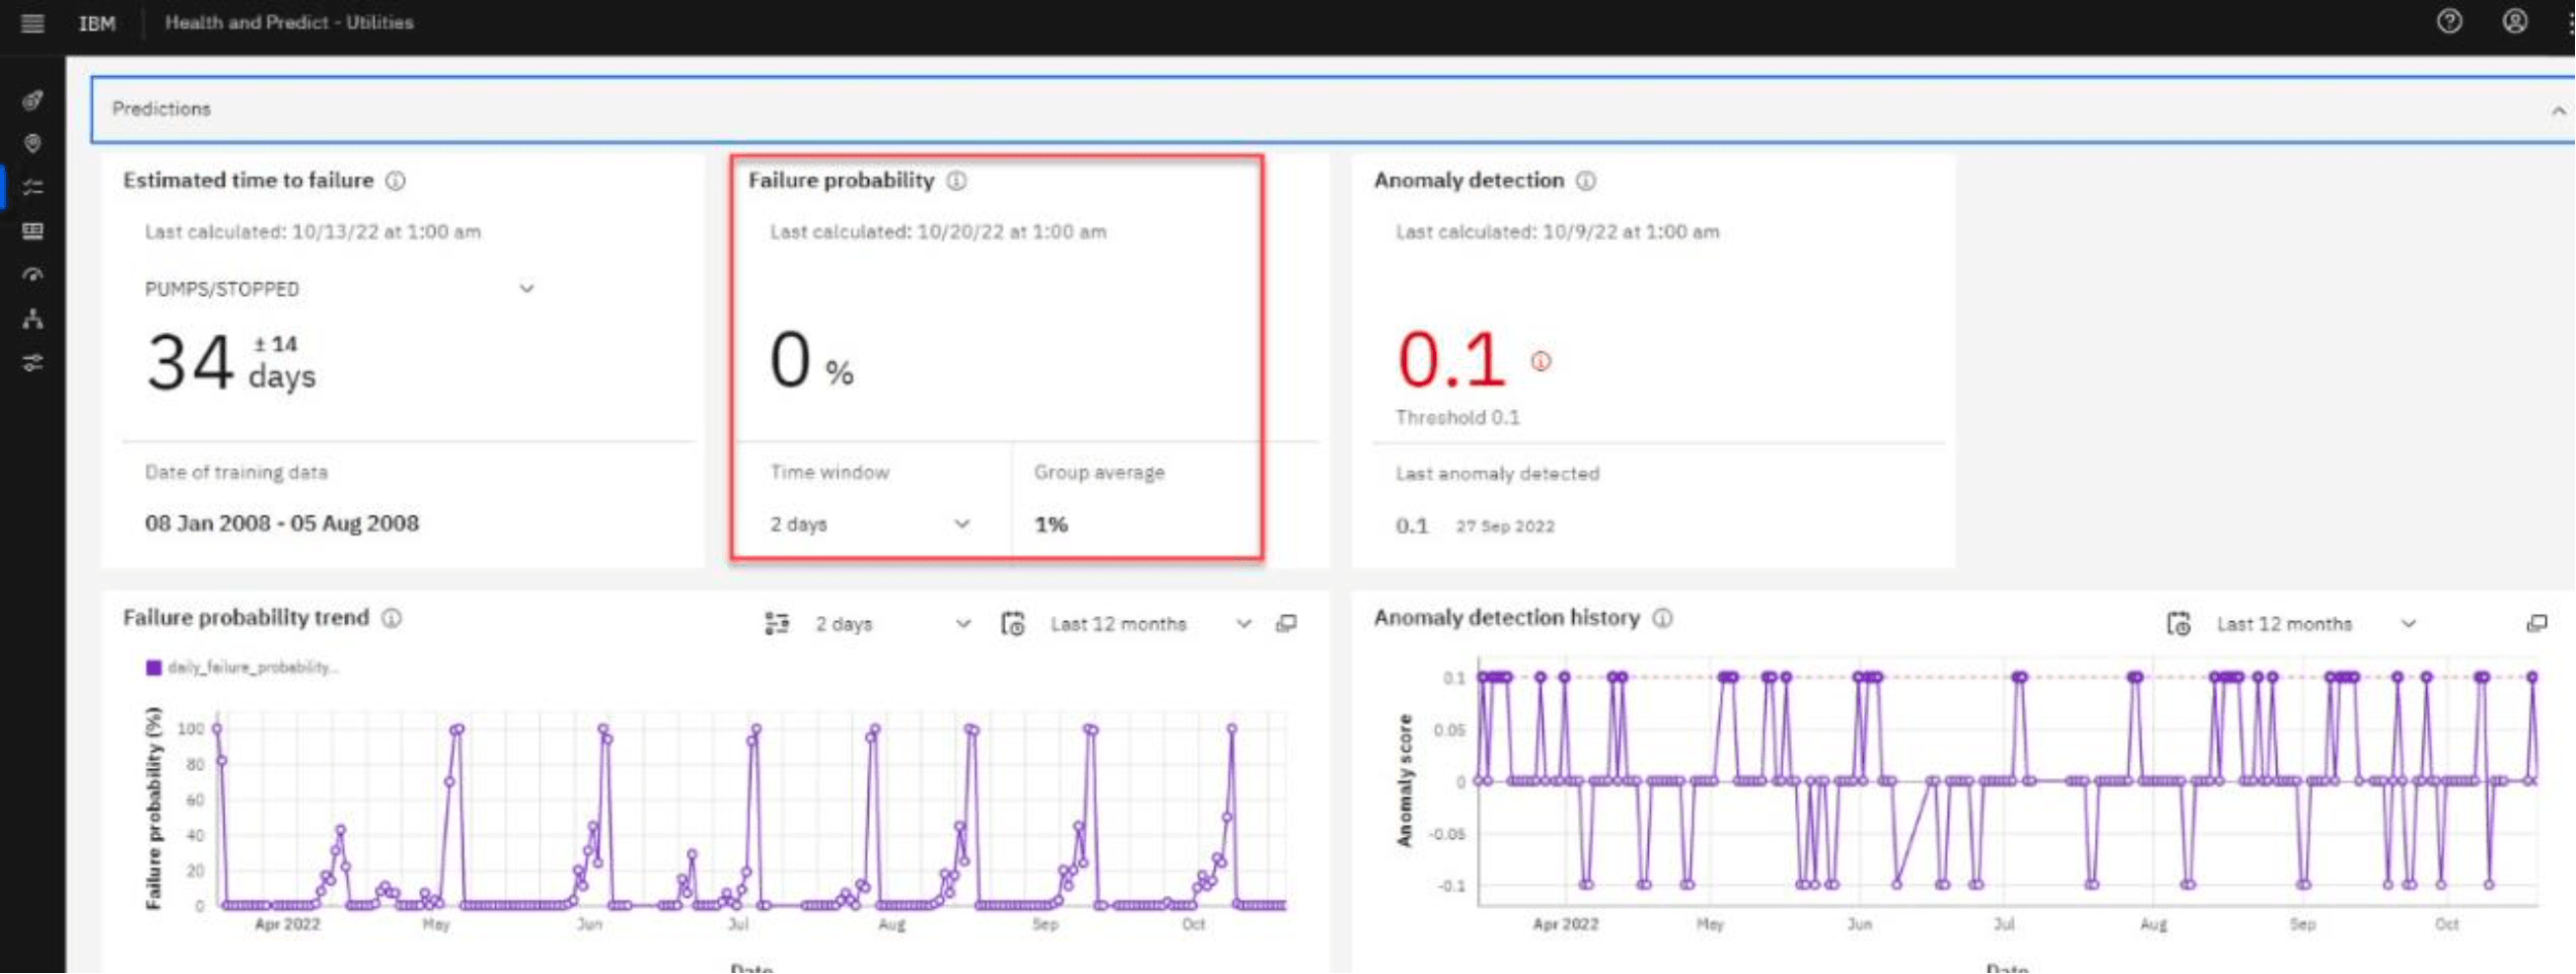 IBM Health and Predict - Utilities
Predictions
Estimated time to failure
Last calculated: 10/13/22 at 1:00 am
PUMPS/STOPPED
34 ± 14 days
Date of training data
08 Jan 2008 - 05 Aug 2008
Failure probability
Last calculated: 10/20/22 at 1:00 am
0 %
Time window
2 days
Group average
1%
Anomaly detection
Last calculated: 10/9/22 at 1:00 am
0.1
Threshold 0.1
Last anomaly detected
0.1 27 Sep 2022
Failure probability trend
2 days
Last 12 months
daily_failure_probability...
Failure probability (%)
100
80
60
40
20
0
Apr 2022 May Jun Jul Aug Sep Oct
Date
Anomaly detection history
Last 12 months
Anomaly score
0.1
0.05
0
-0.05
-0.1
Apr 2022 May Jun Jul Aug Sep Oct
Date